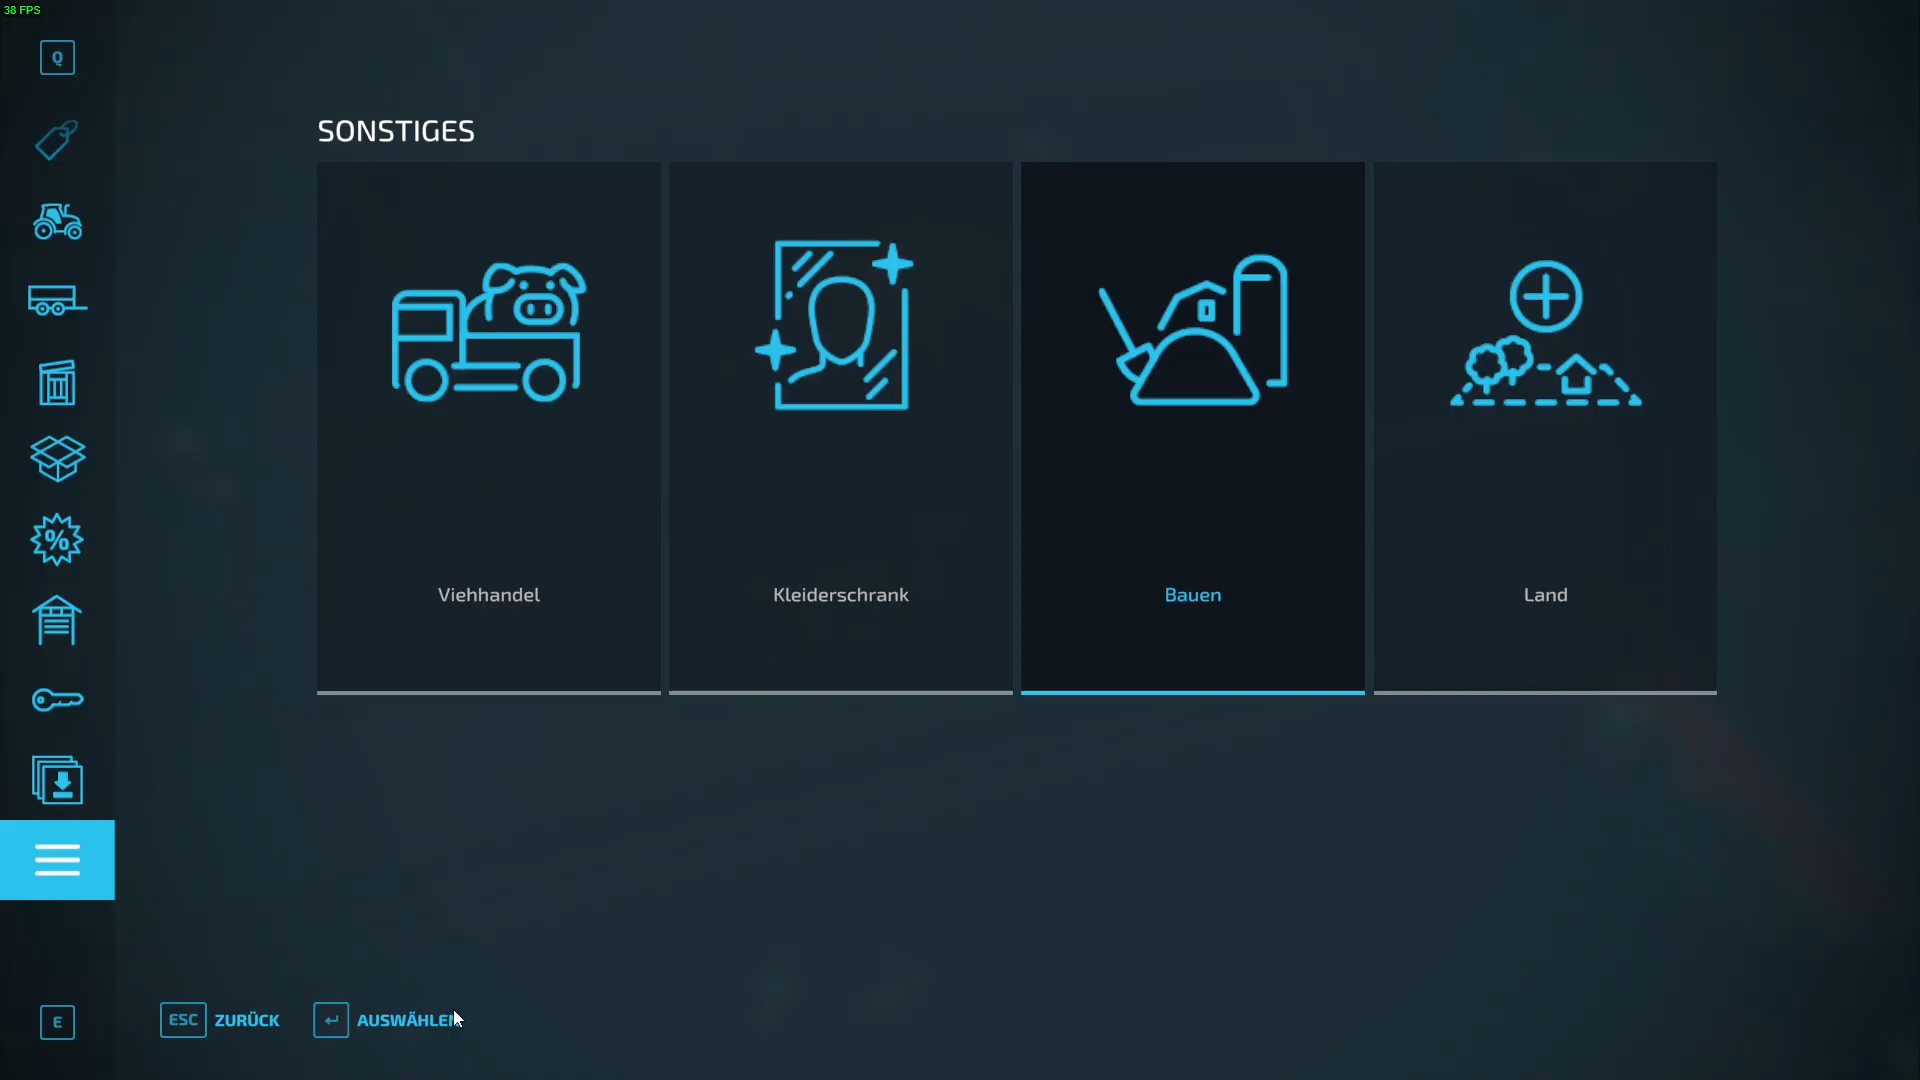 38 FPS
Q
SONSTIGES
%
Viehhandel
Kleiderschrank
Bauen
Land
E
ESC ZURÜCK
AUSWÄHLEN